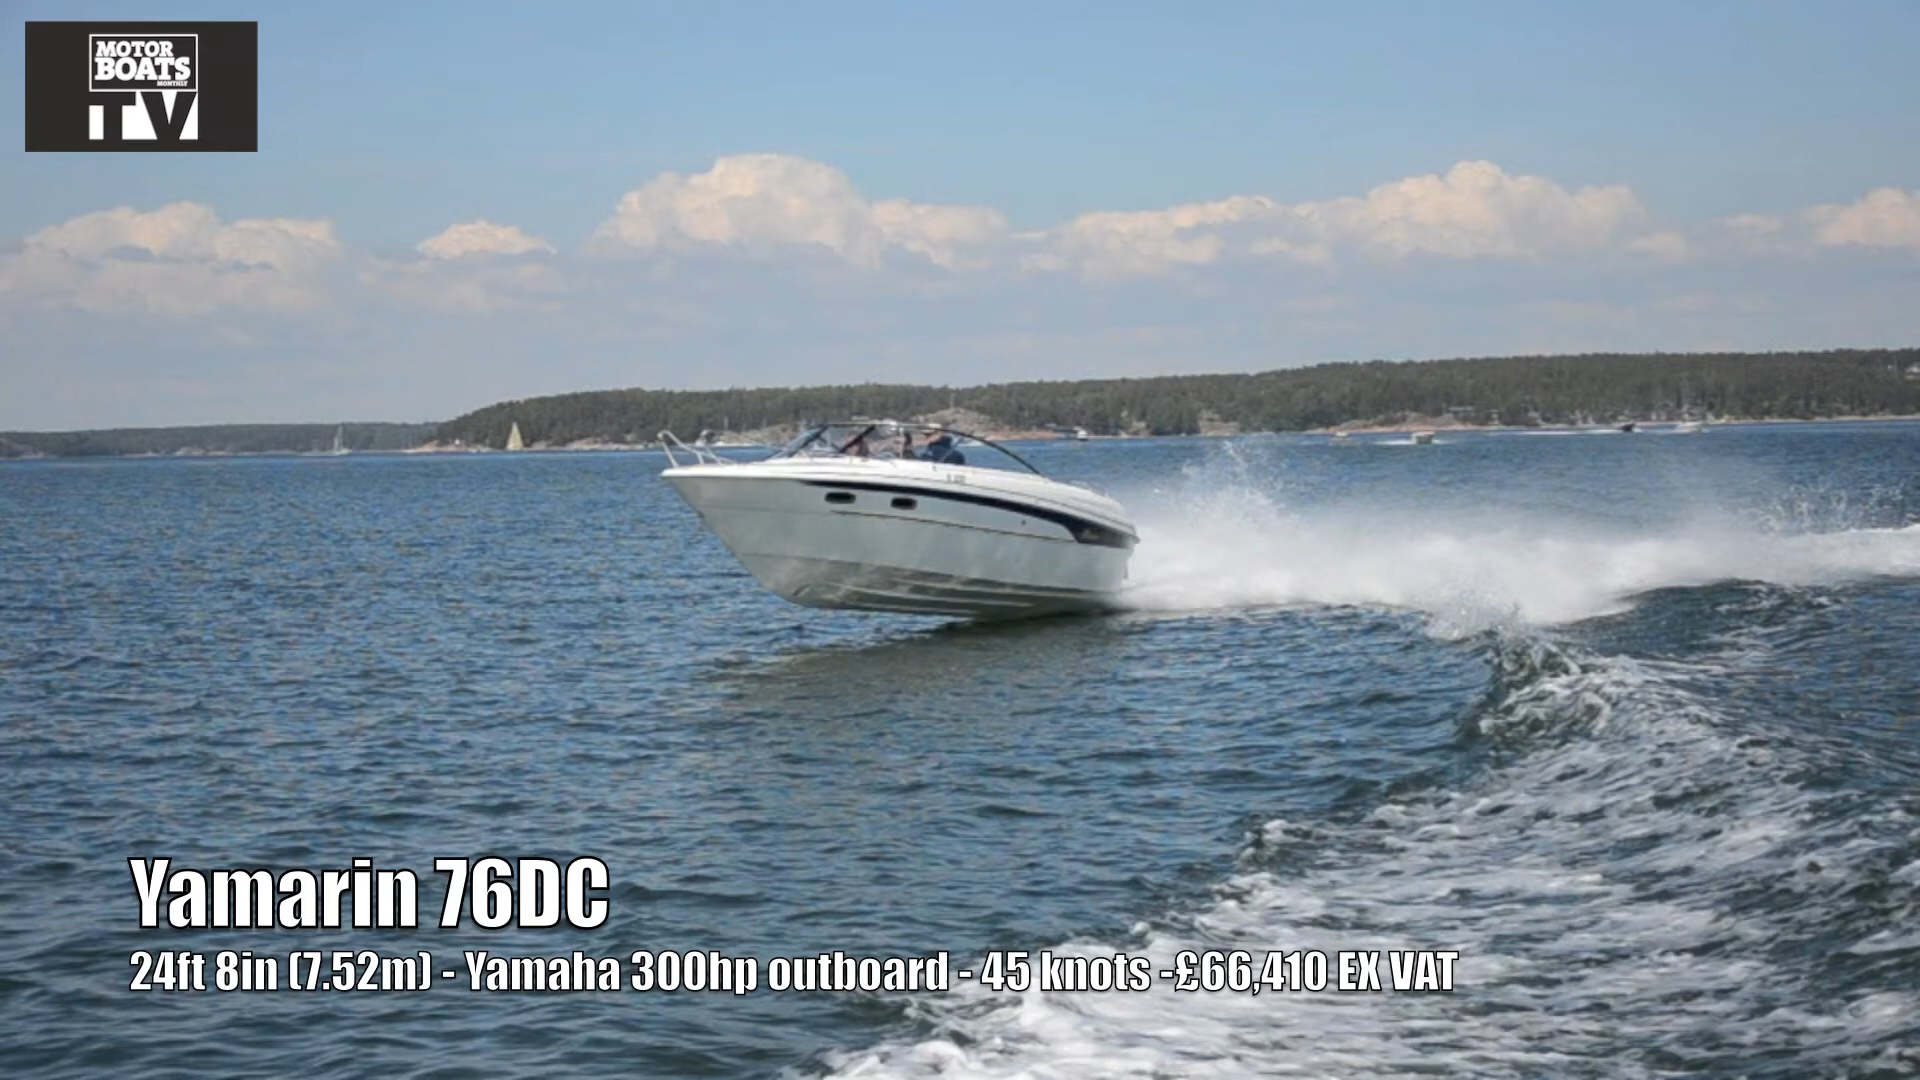 MOTOR
BOATS
MONTHLY
TV
Yamarin 76DC
24ft 8in (7.52m) - Yamaha 300hp outboard - 45 knots -£66,410 EX VAT